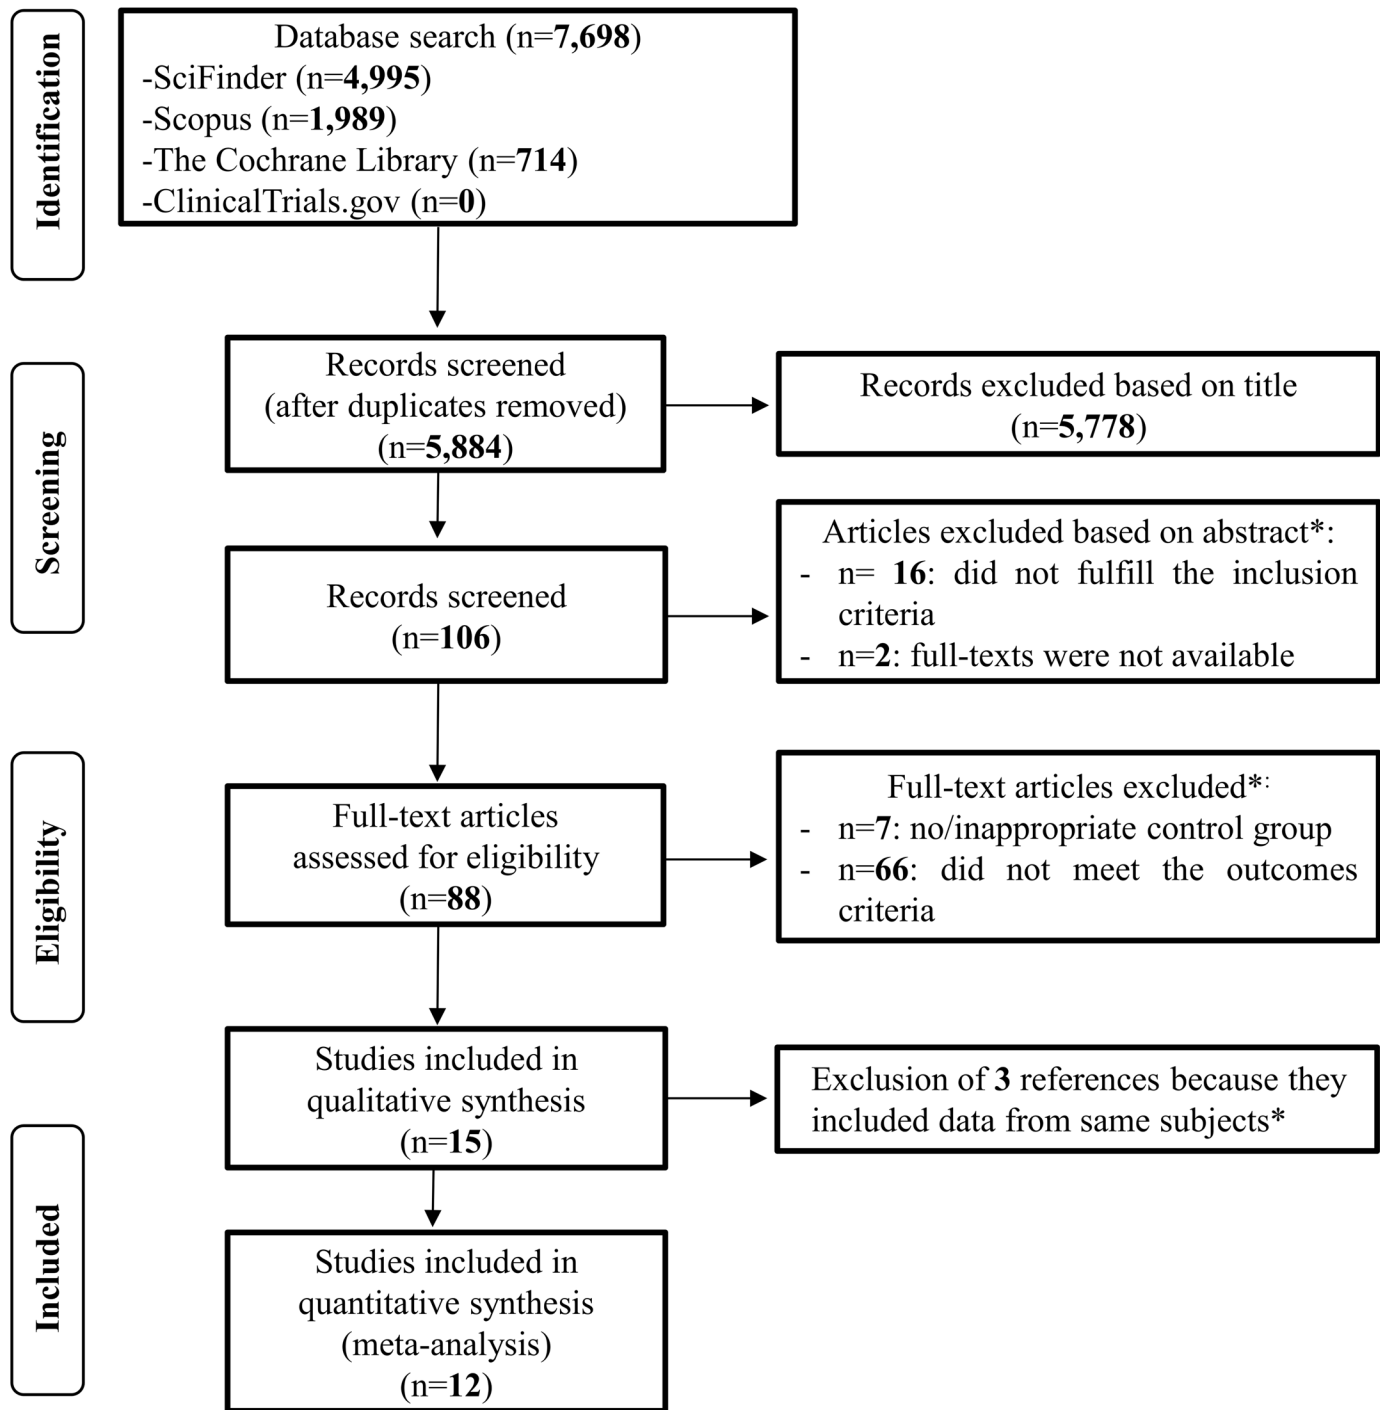 Identification
Database search (n=7,698)
-SciFinder (n=4,995)
-Scopus (n=1,989)
-The Cochrane Library (n=714)
-ClinicalTrials.gov (n=0)
Screening
Records screened
(after duplicates removed)
(n=5,884)
Records excluded based on title
(n=5,778)
Records screened
(n=106)
Articles excluded based on abstract*:
- n= 16: did not fulfill the inclusion
criteria
- n=2: full-texts were not available
Eligibility
Full-text articles
assessed for eligibility
(n=88)
Full-text articles excluded*:
- n=7: no/inappropriate control group
- n=66: did not meet the outcomes
criteria
Included
Studies included in
qualitative synthesis
(n=15)
Exclusion of 3 references because they
included data from same subjects*
Studies included in
quantitative synthesis
(meta-analysis)
(n=12)